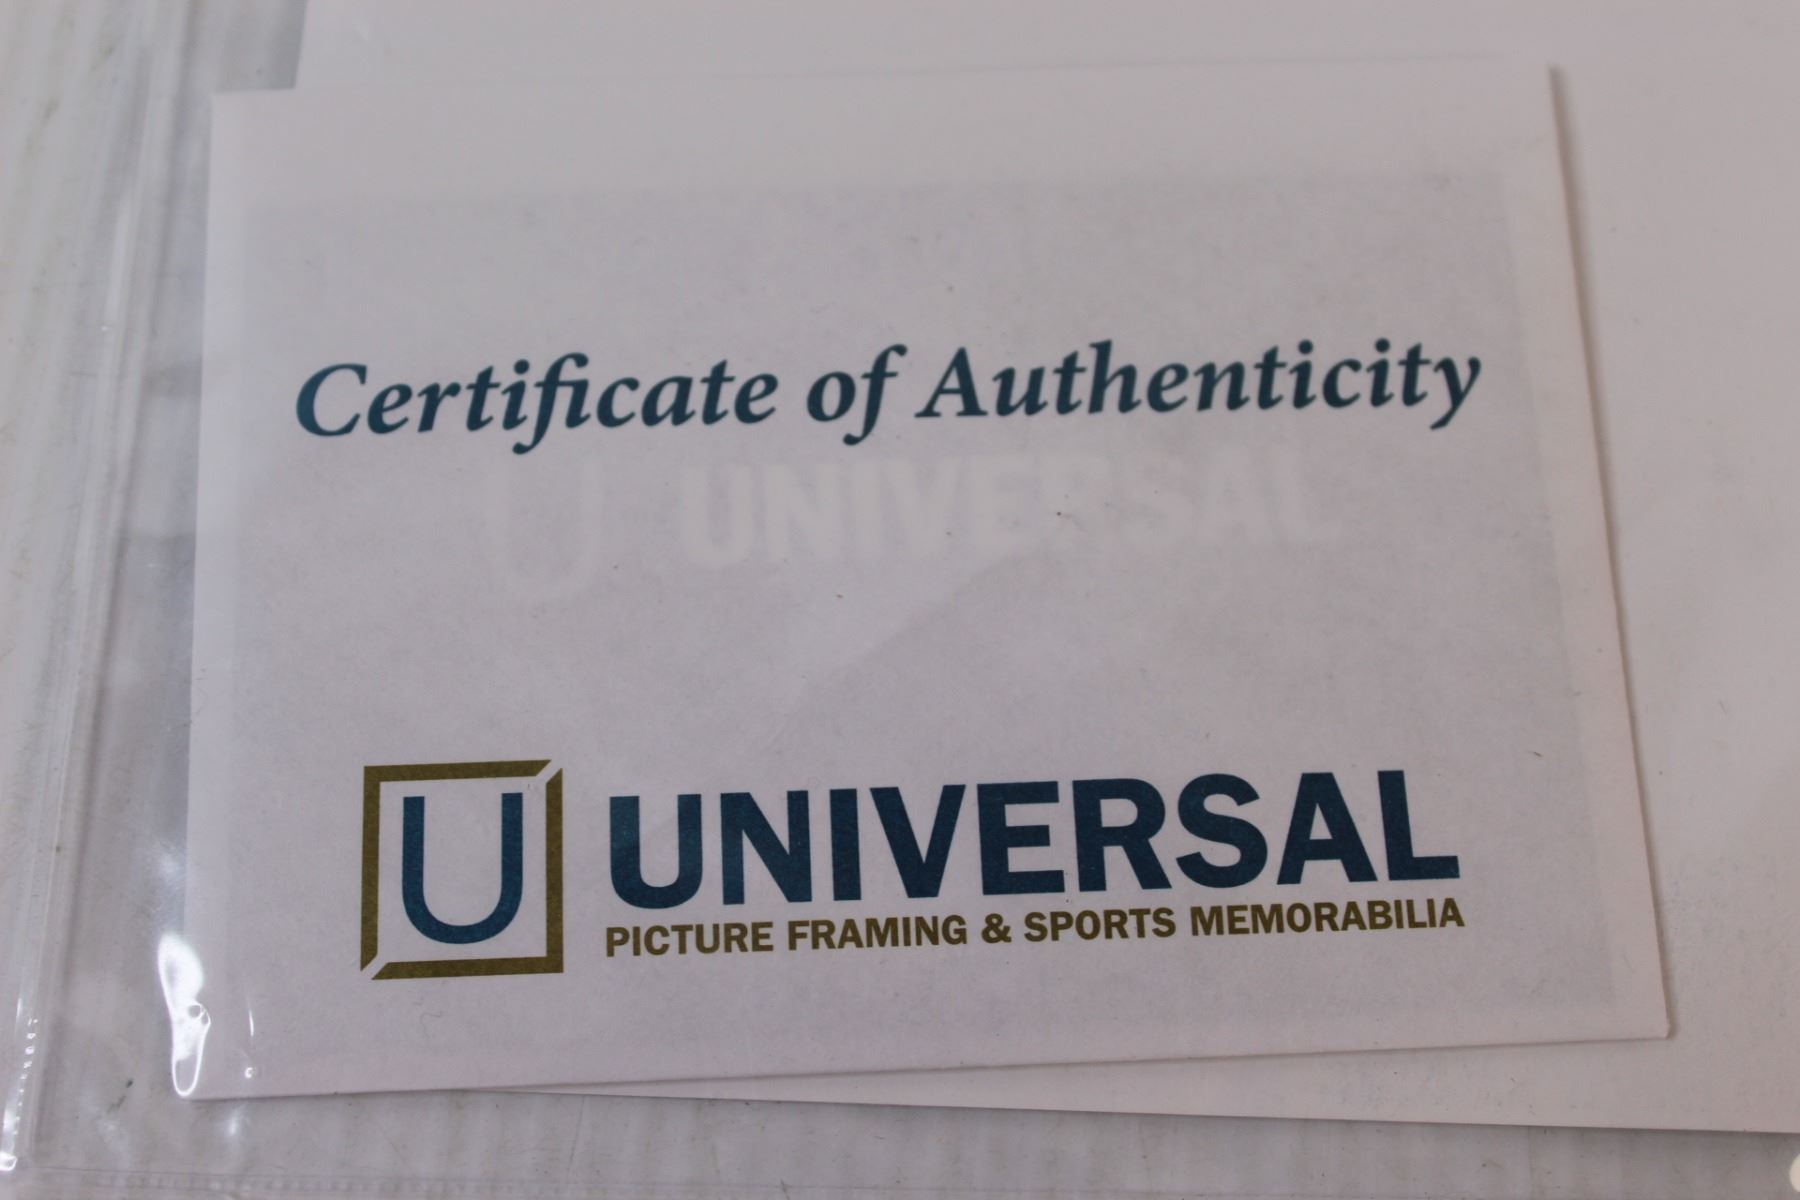 Certificate of Authenticity
U UNIVERSAL
U UNIVERSAL
PICTURE FRAMING & SPORTS MEMORABILIA